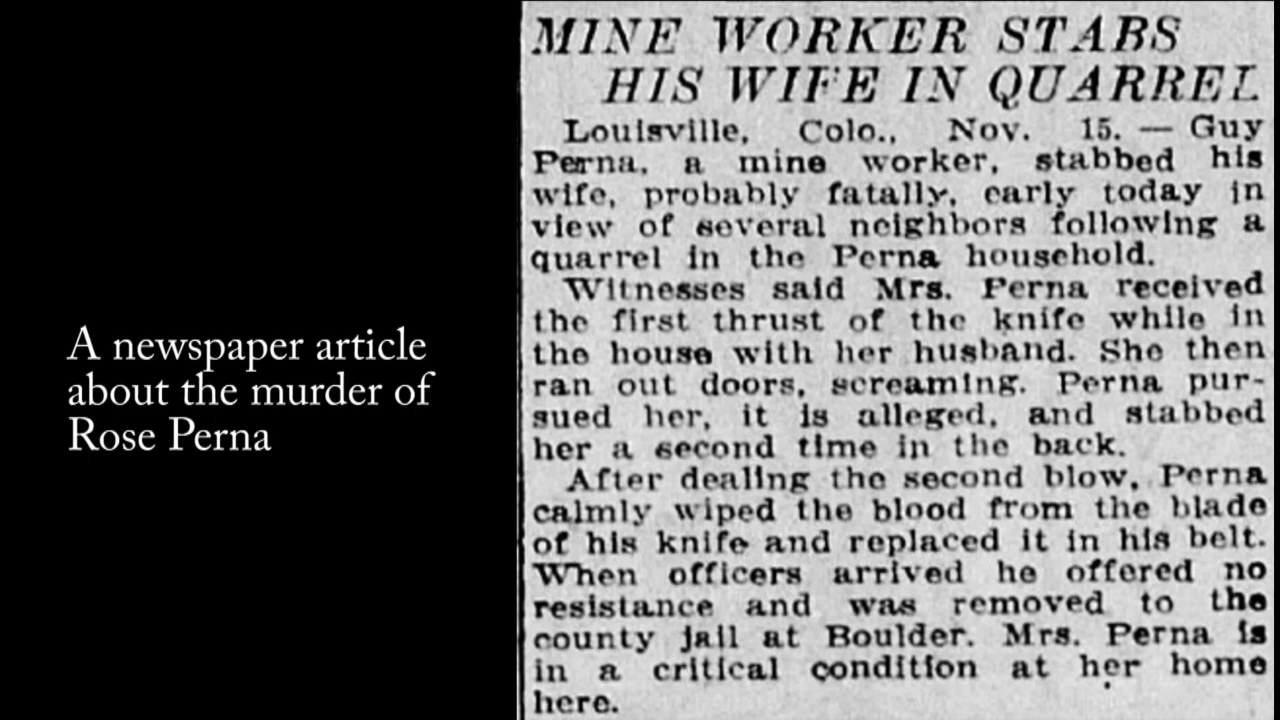 A newspaper article
about the murder of
Rose Perna
MINE WORKER STABS
HIS WIFE IN QUARREL
Louisville, Colo., Nov. 15. — Guy
Perna, a mine worker, stabbed his
wife, probably fatally, early today in
view of several neighbors following a
quarrel in the Perna household.
Witnesses said Mrs. Perna received
the first thrust of the knife while in
the house with her husband. She then
ran out doors, screaming. Perna pur-
sued her, it is alleged, and stabbed
her a second time in the back.
After dealing the second blow, Perna
calmly wiped the blood from the blade
of his knife and replaced it in his belt.
When officers arrived he offered no
resistance and was removed to the
county jail at Boulder. Mrs. Perna is
in a critical condition at her home
here.